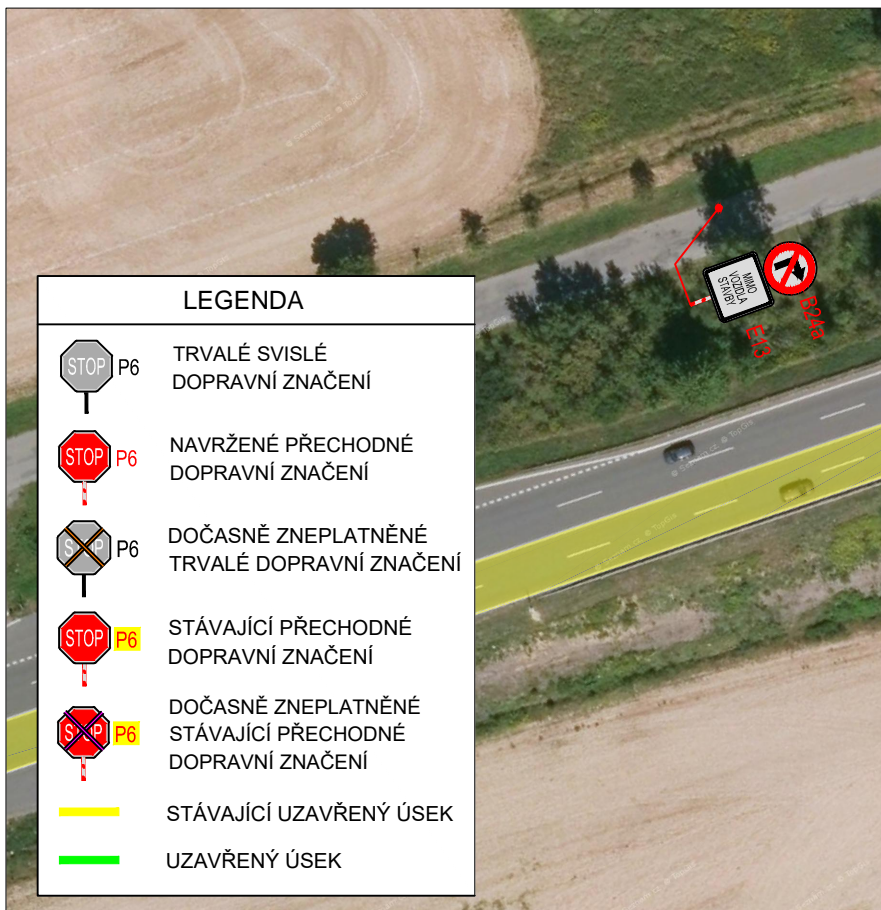 LEGENDA
STOP P6
TRVALÉ SVISLÉ
DOPRAVNÍ ZNAČENÍ
STOP P6
NAVRŽENÉ PŘECHODNÉ
DOPRAVNÍ ZNAČENÍ
STOP P6
DOČASNĚ ZNEPLATNĚNÉ
TRVALÉ DOPRAVNÍ ZNAČENÍ
STOP P6
STÁVAJÍCÍ PŘECHODNÉ
DOPRAVNÍ ZNAČENÍ
STOP P6
DOČASNĚ ZNEPLATNĚNÉ
STÁVAJÍCÍ PŘECHODNÉ
DOPRAVNÍ ZNAČENÍ
STÁVAJÍCÍ UZAVŘENÝ ÚSEK
UZAVŘENÝ ÚSEK
MIMO
VOZIDLA
STAVBY
E13
B24a